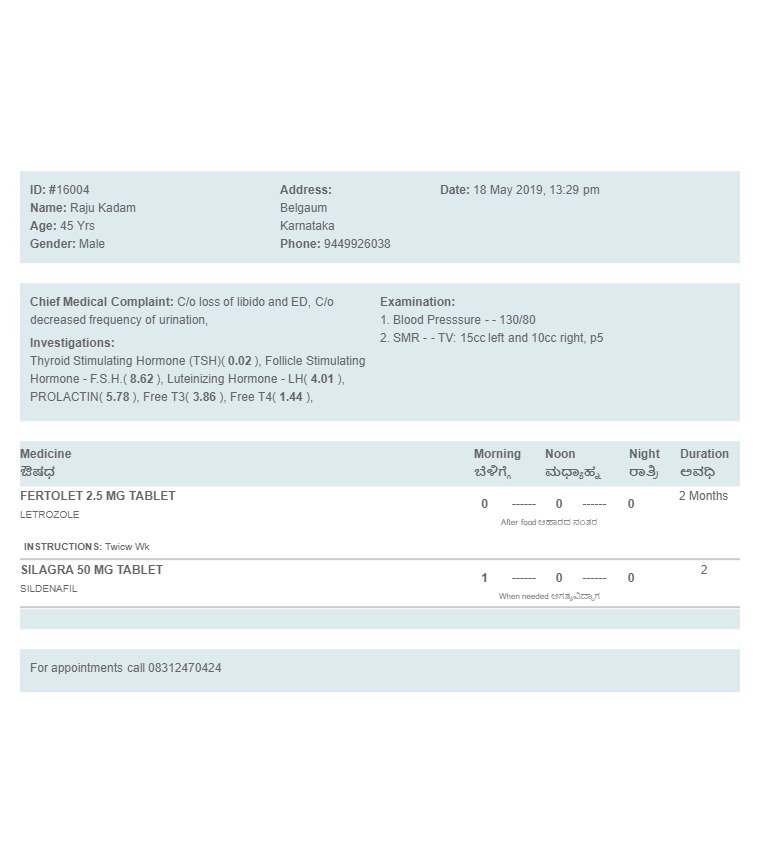 ID: #16004
Name: Raju Kadam
Age: 45 Yrs
Gender: Male
Address:
Belgaum
Karnataka
Phone: 9449926038
Date: 18 May 2019, 13:29 pm
Chief Medical Complaint: C/o loss of libido and ED, C/o
decreased frequency of urination,
Investigations:
Thyroid Stimulating Hormone (TSH)( 0.02 ), Follicle Stimulating
Hormone - F.S.H.( 8.62 ), Luteinizing Hormone - LH( 4.01 ),
PROLACTIN( 5.78 ), Free T3( 3.86 ), Free T4( 1.44 ),
Examination:
1. Blood Presssure - - 130/80
2. SMR - - TV: 15cc left and 10cc right, p5
Medicine Morning Noon Night Duration
ಔಷಧ ಬೆಳಿಗ್ಗೆ ಮಧ್ಯಾಹ್ನ ರಾತ್ರಿ ಅವಧಿ
FERTOLET 2.5 MG TABLET 2 Months
0 ------ 0 ------ 0
LETROZOLE
After food ಆಹಾರದ ನಂತರ
INSTRUCTIONS: Twicw Wk
SILAGRA 50 MG TABLET 2
1 ------ 0 ------ 0
SILDENAFIL
When needed ಅಗತ್ಯವಿದ್ದಾಗ
For appointments call 08312470424